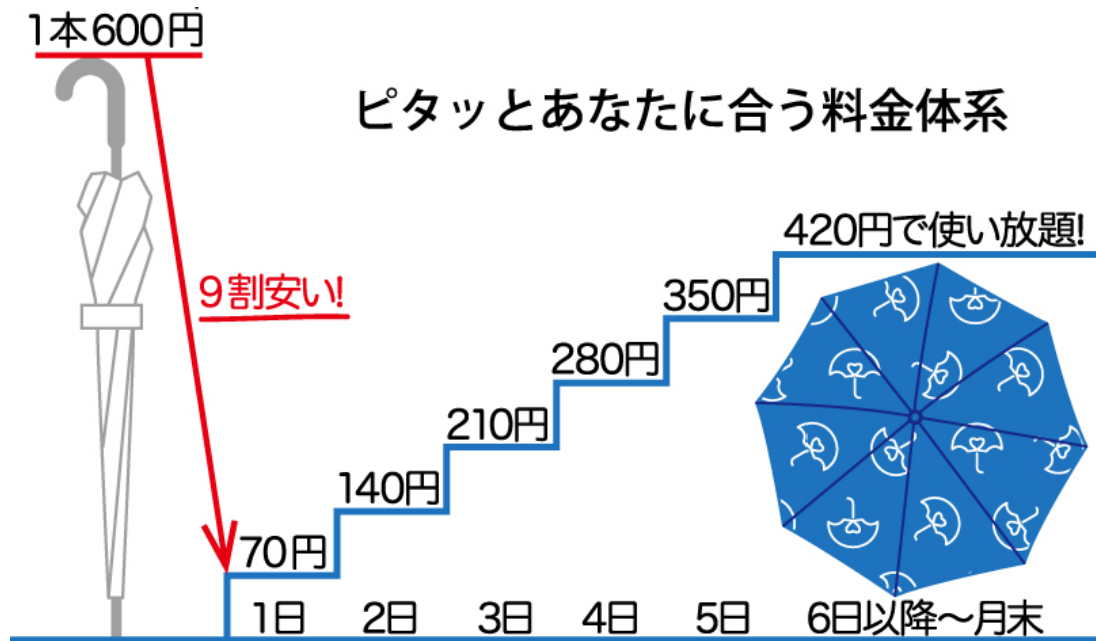 1本600円
ピタッとあなたに合う料金体系
420円で使い放題!
9割安い!
350円
280円
210円
140円
70円
1日 2日 3日 4日 5日 6日以降～月末